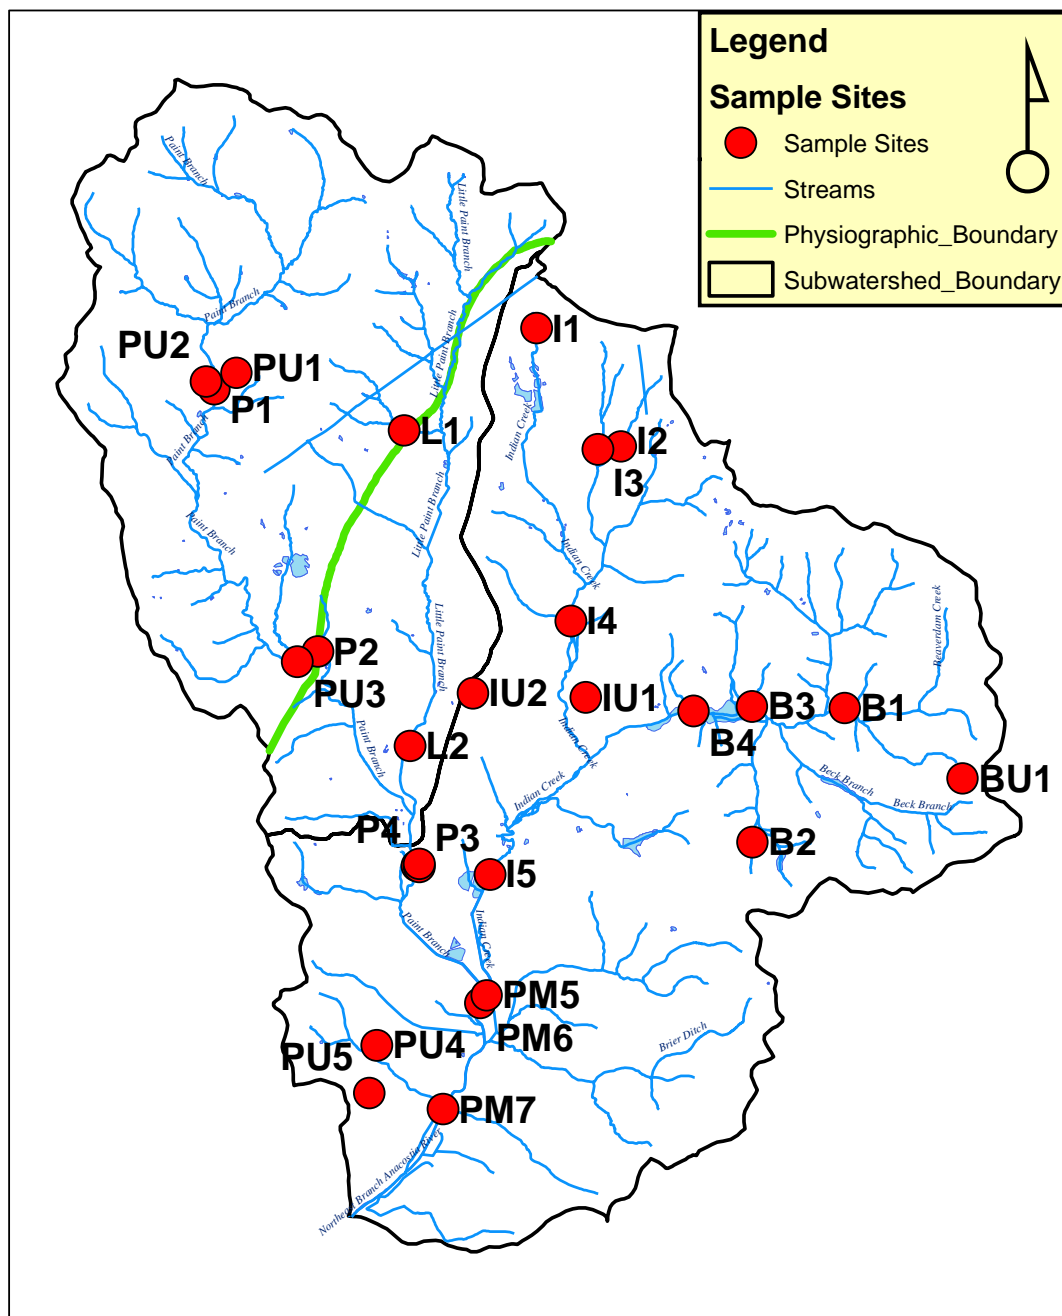 Legend
Sample Sites
Sample Sites
Streams
Physiographic_Boundary
Subwatershed_Boundary
Paint Branch
Little Paint Branch
Paint Branch
Little Paint Branch
I1
PU2
PU1
P1
Paint Branch
Indian Creek
L1
I2
I3
Little Paint Branch
Paint Branch
Indian Creek
I4
Little Paint Branch
Beaverdam Creek
P2
PU3
IU2
IU1
B3
B1
B4
Paint Branch
L2
Indian Creek
Indian Creek
Beck Branch
Beck Branch
BU1
P4
P3
B2
I5
Paint Branch
Indian Creek
PM5
PM6
Brier Ditch
PU4
PU5
PM7
Northeast Branch Anacostia River